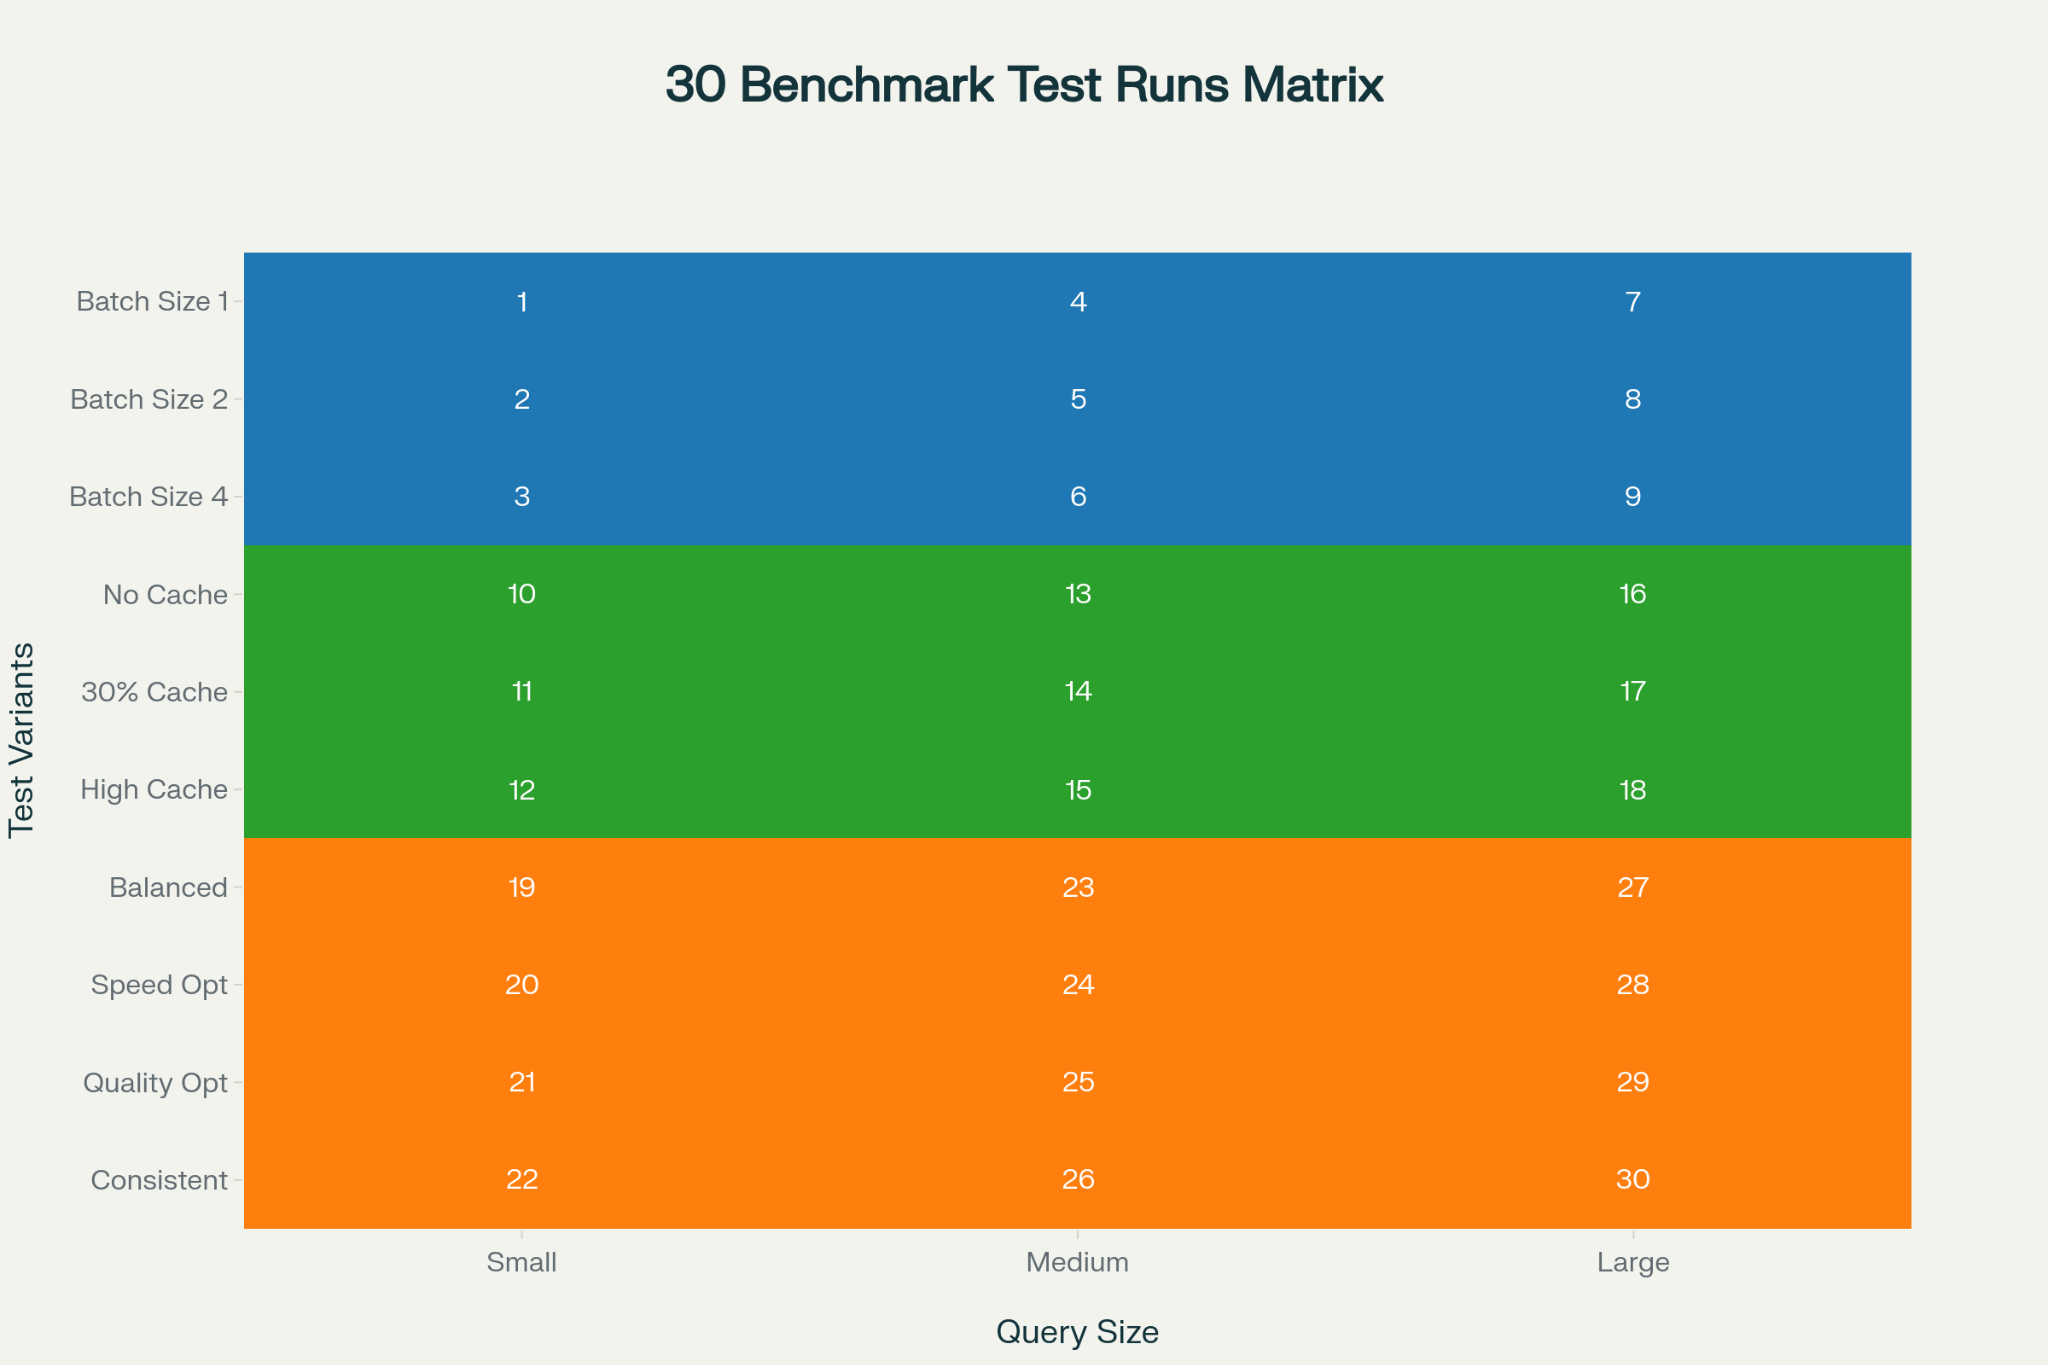 30 Benchmark Test Runs Matrix
Test Variants
Batch Size 1 1 4 7
Batch Size 2 2 5 8
Batch Size 4 3 6 9
No Cache 10 13 16
30% Cache 11 14 17
High Cache 12 15 18
Balanced 19 23 27
Speed Opt 20 24 28
Quality Opt 21 25 29
Consistent 22 26 30
Small Medium Large
Query Size